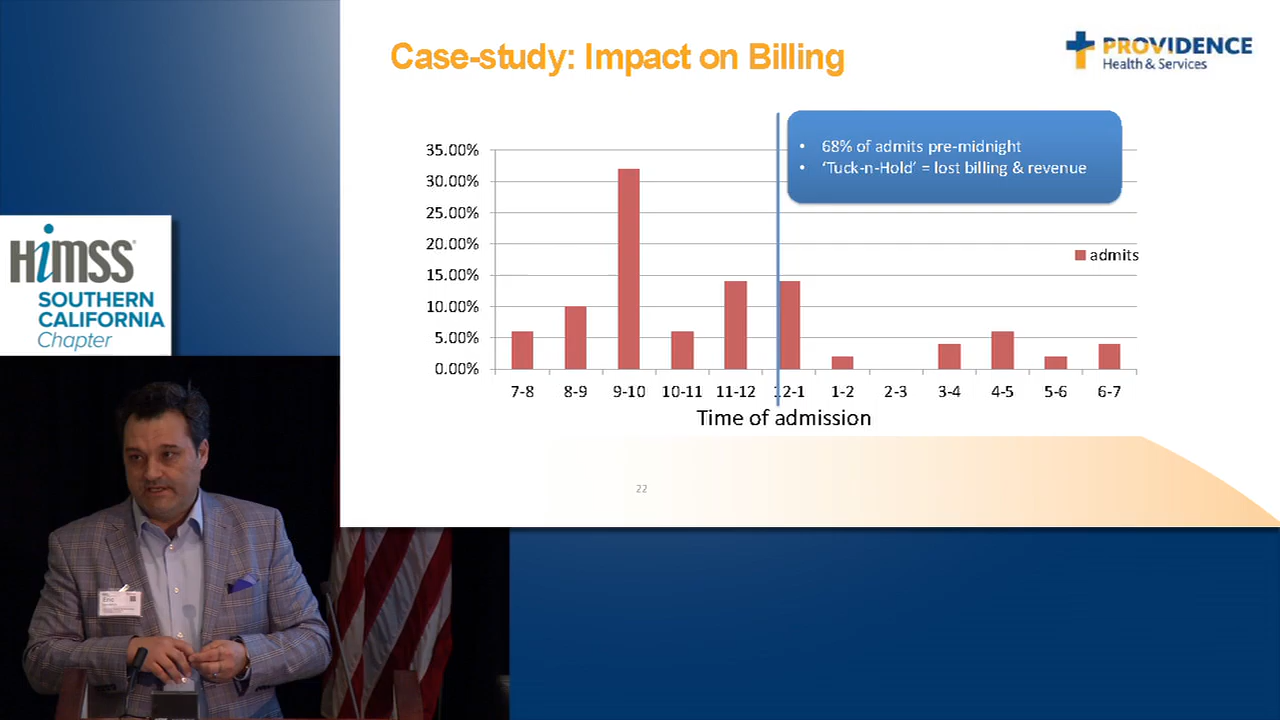 Case-study: Impact on Billing
PROVIDENCE
Health & Services
• 68% of admits pre-midnight
• ‘Tuck-n-Hold’ = lost billing & revenue
35.00%
30.00%
25.00%
20.00%
15.00%
10.00%
5.00%
0.00%
admits
7-8 8-9 9-10 10-11 11-12 12-1 1-2 2-3 3-4 4-5 5-6 6-7
Time of admission
22
HiMSS
SOUTHERN
CALIFORNIA
Chapter
Eric